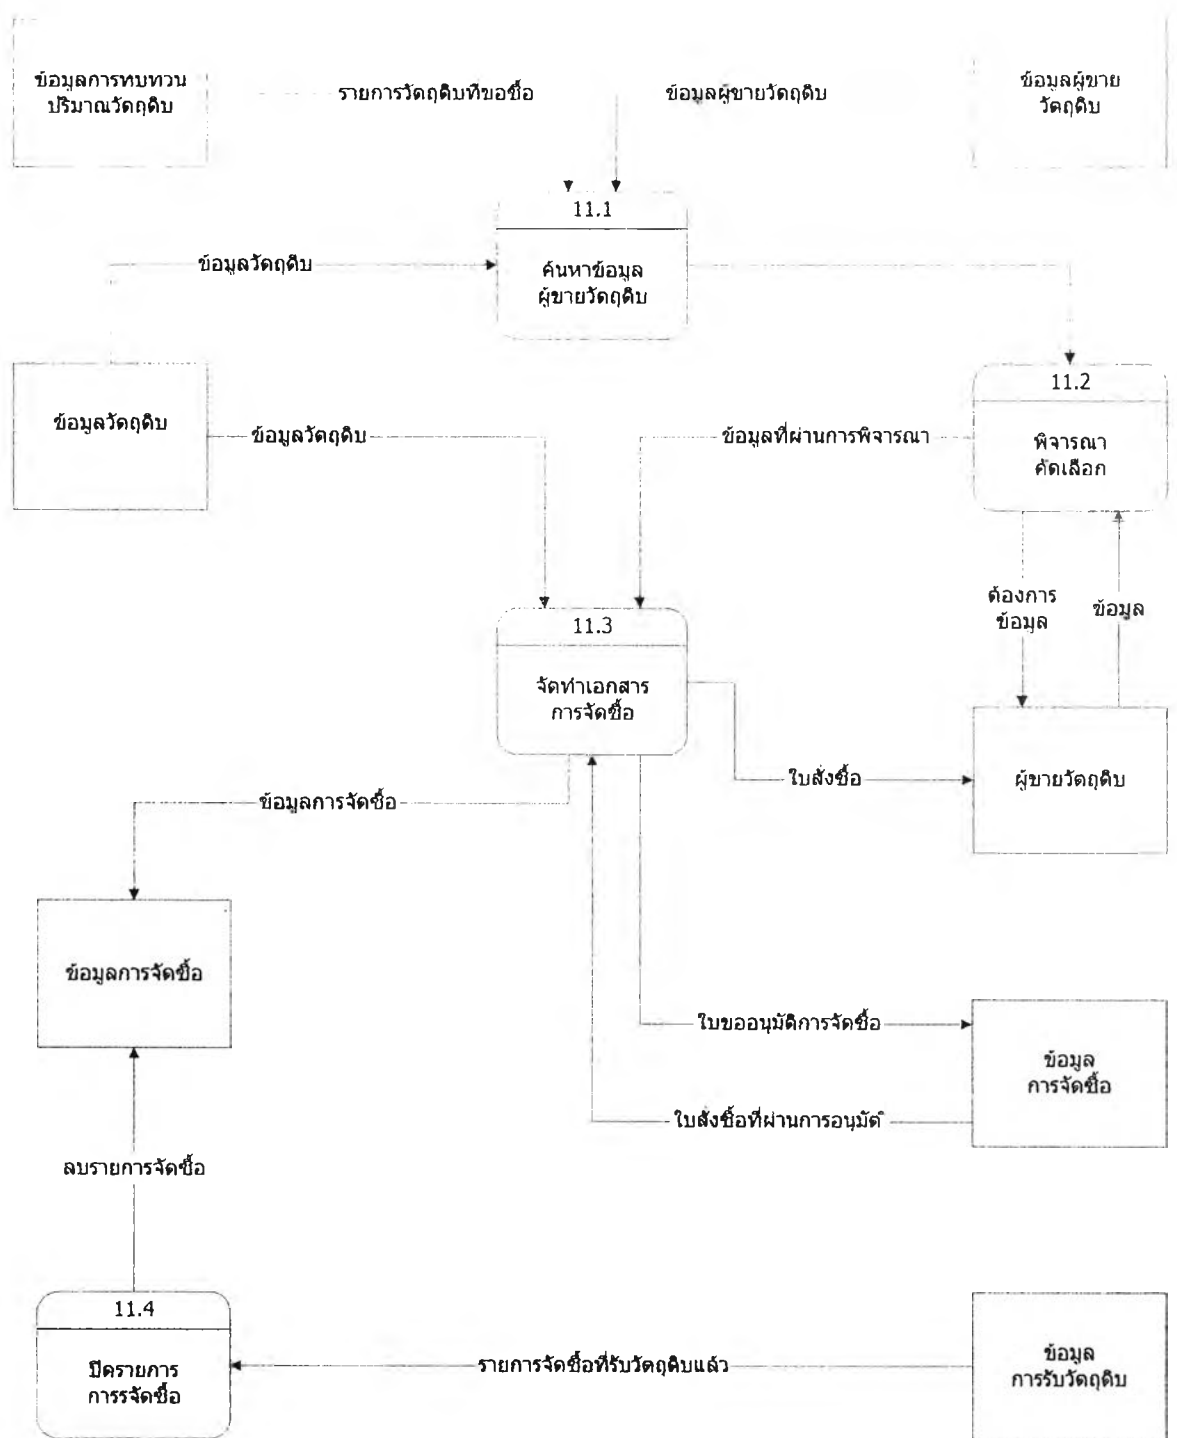 ข้อมูลการทบทวน
ปริมาณวัตถุดิบ
รายการวัตถุดิบที่ขอซื้อ
ข้อมูลผู้ขายวัตถุดิบ
ข้อมูลผู้ขาย
วัตถุดิบ
11.1
ค้นหาข้อมูล
ผู้ขายวัตถุดิบ
ข้อมูลวัตถุดิบ
ข้อมูลวัตถุดิบ
ข้อมูลวัตถุดิบ
11.2
พิจารณา
คัดเลือก
ข้อมูลที่ผ่านการพิจารณา
ต้องการ
ข้อมูล
ข้อมูล
11.3
จัดทำเอกสาร
การจัดซื้อ
ใบสั่งซื้อ
ผู้ขายวัตถุดิบ
ข้อมูลการจัดซื้อ
ข้อมูลการจัดซื้อ
ใบขออนุมัติการจัดซื้อ
ข้อมูล
การจัดซื้อ
ใบสั่งซื้อที่ผ่านการอนุมัติ
ลบรายการจัดซื้อ
11.4
ปิดรายการ
การรจัดซื้อ
รายการจัดซื้อที่รับวัตถุดิบแล้ว
ข้อมูล
การรับวัตถุดิบ